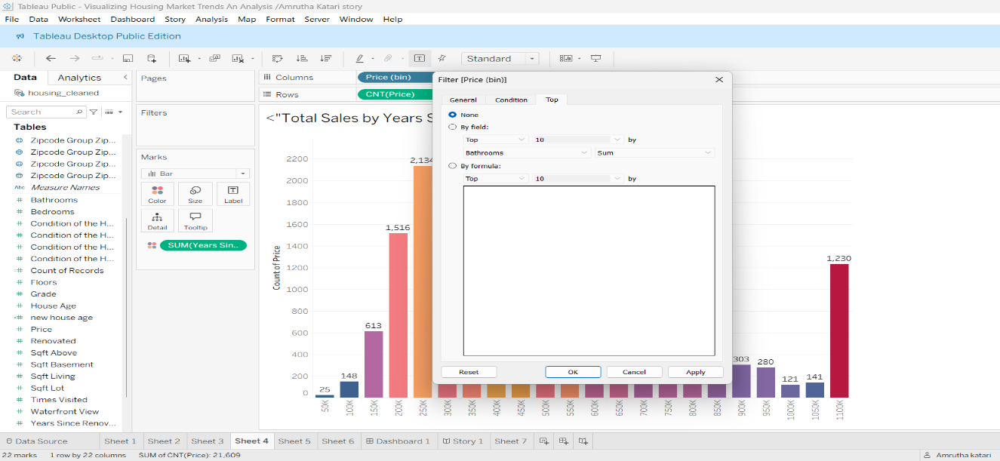 Tableau Public - Visualizing Housing Market Trends An Analysis /Amrutha Katari story
File Data Worksheet Dashboard Story Analysis Map Format Server Window Help
Tableau Desktop Public Edition
Standard
Data Analytics
housing_cleaned
Search
Tables
Zipcode Group Zip...
Zipcode Group Zip...
Zipcode Group Zip...
Zipcode Group Zip...
Abc Measure Names
Bathrooms
Bedrooms
Condition of the H...
Condition of the H...
Condition of the H...
Condition of the H...
Count of Records
Floors
Grade
House Age
new house age
Price
Renovated
Sqft Above
Sqft Basement
Sqft Living
Sqft Lot
Times Visited
Waterfront View
Years Since Renov...
Pages
Filters
Marks
Bar
Color Size Label
Detail Tooltip
SUM(Years Sin..
Columns Price (bin)
Rows CNT(Price)
<"Total Sales by Years S
Count of Price
2200
2000
1800
1600
1400
1200
1000
800
600
400
200
0
25
148
613
1,516
2,134
303
280
121
141
1,230
50K 100K 150K 200K 250K 300K 350K 400K 450K 500K 550K 600K 650K 700K 750K 800K 850K 900K 950K 1000K 1050K 1100K
Filter [Price (bin)]
General Condition Top
None
By field:
Top 10 by
Bathrooms Sum
By formula:
Top 10 by
Reset OK Cancel Apply
Data Source Sheet 1 Sheet 2 Sheet 3 Sheet 4 Sheet 5 Sheet 6 Dashboard 1 Story 1 Sheet 7
22 marks 1 row by 22 columns SUM of CNT(Price): 21,609 Amrutha katari